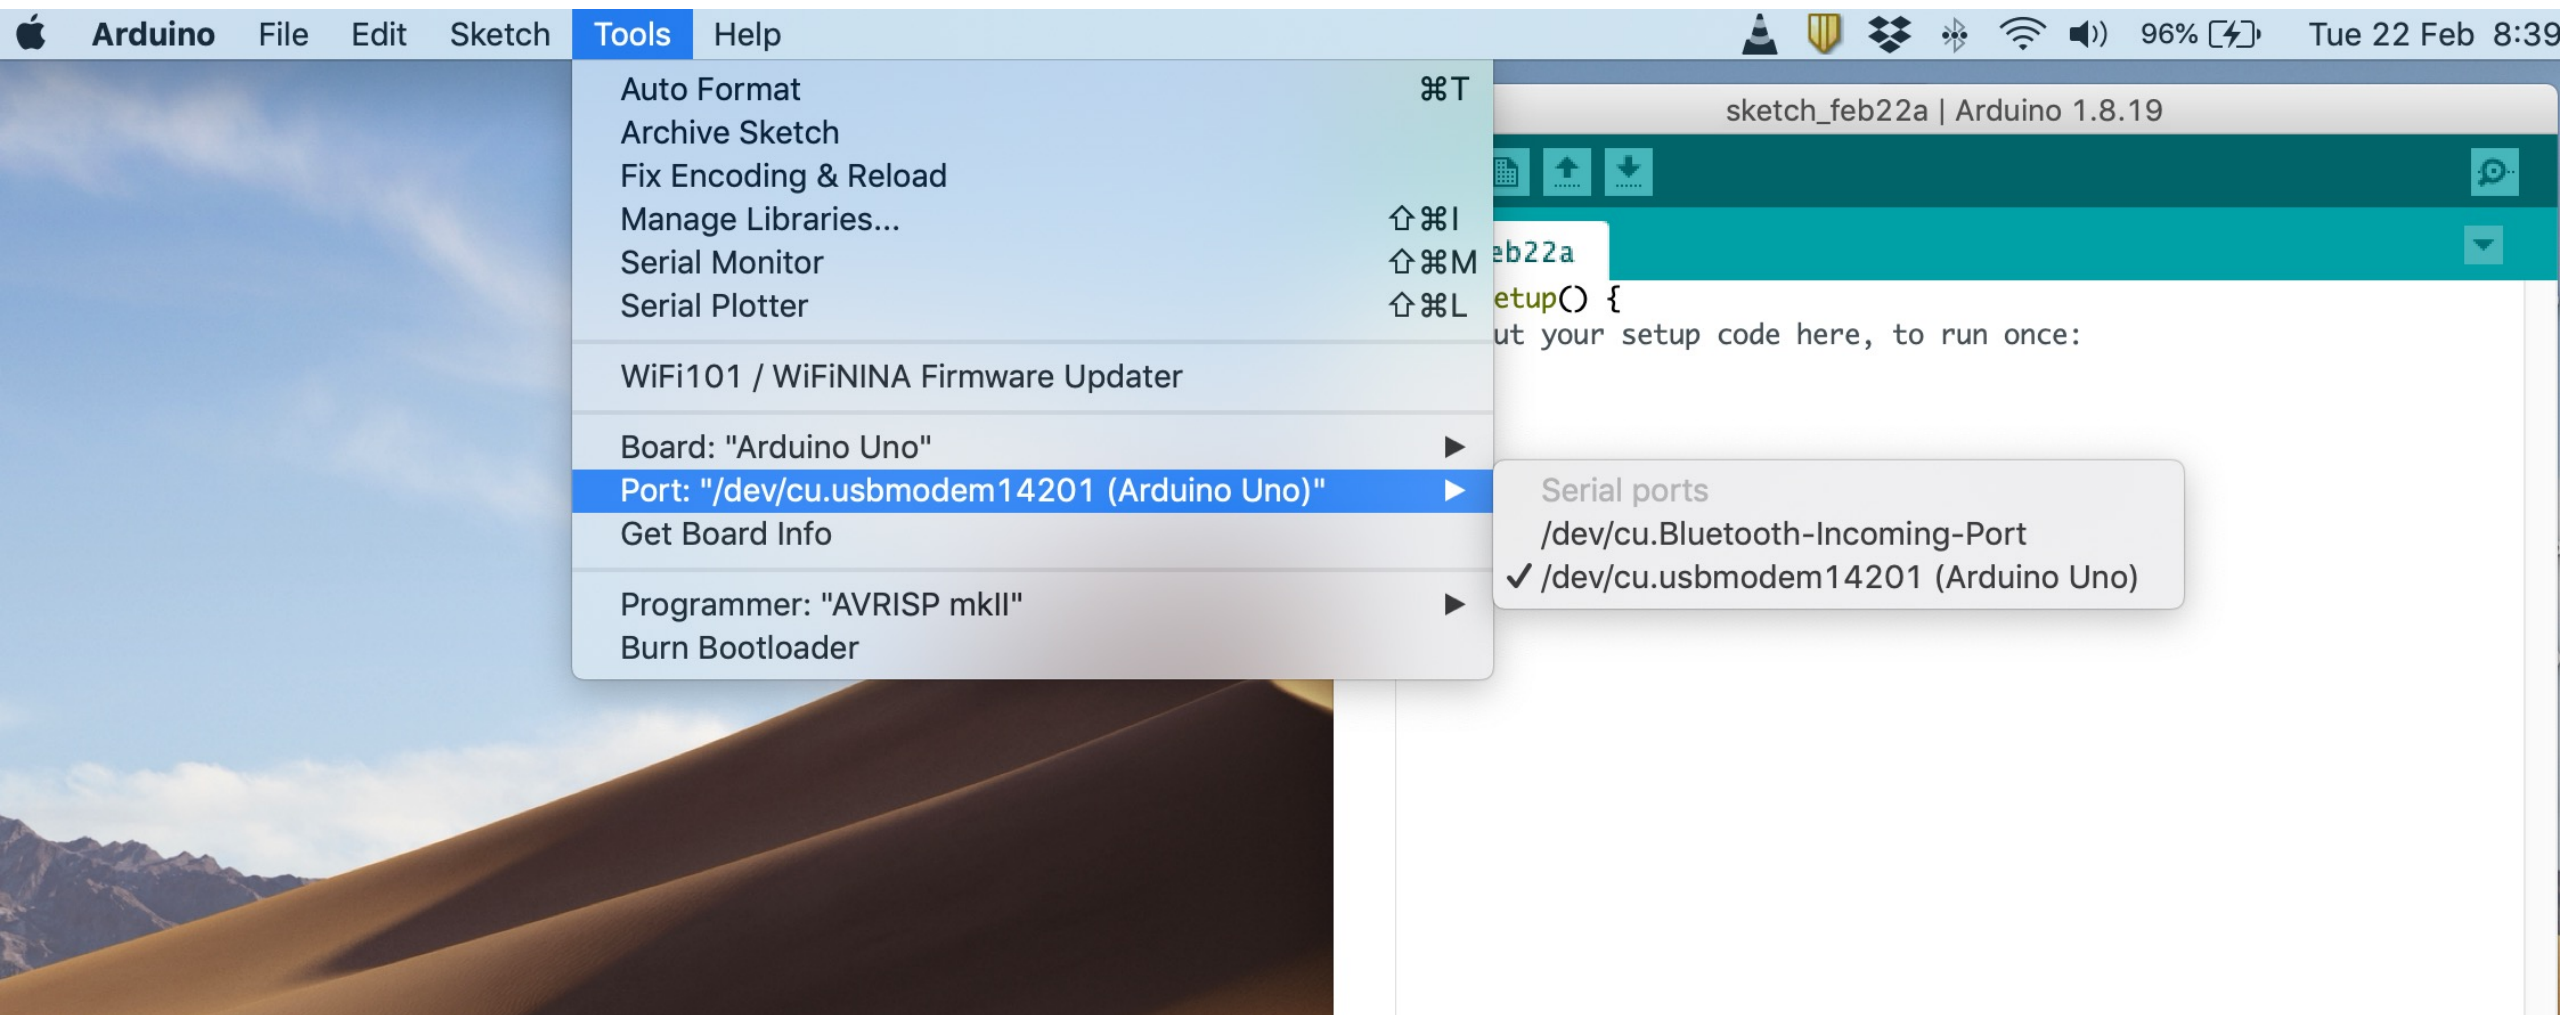 Arduino File Edit Sketch Tools Help 96% Tue 22 Feb 8:39
Auto Format ⌘T
Archive Sketch
Fix Encoding & Reload
Manage Libraries... ⇧⌘I
Serial Monitor ⇧⌘M
Serial Plotter ⇧⌘L
WiFi101 / WiFiNINA Firmware Updater
Board: "Arduino Uno"
Port: "/dev/cu.usbmodem14201 (Arduino Uno)"
Get Board Info
Programmer: "AVRISP mkII"
Burn Bootloader
Serial ports
/dev/cu.Bluetooth-Incoming-Port
✓ /dev/cu.usbmodem14201 (Arduino Uno)
sketch_feb22a | Arduino 1.8.19
eb22a
etup() {
ut your setup code here, to run once: